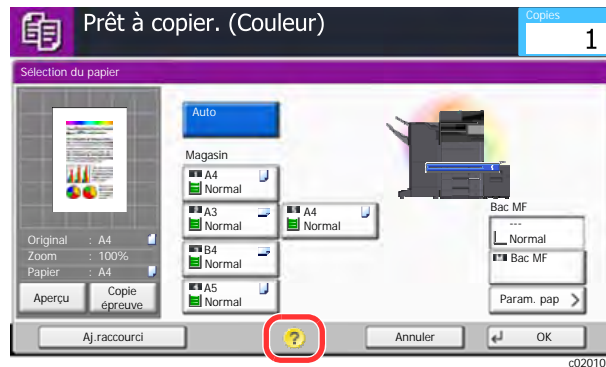 Prêt à copier. (Couleur)
Copies
1
Sélection du papier
Auto
Magasin
A4
Normal
A3
Normal
A4
Normal
B4
Normal
A5
Normal
Original : A4
Zoom : 100%
Papier : A4
Aperçu
Copie
épreuve
Bac MF
---
Normal
Bac MF
Param. pap
Aj.raccourci
?
Annuler
OK
c02010